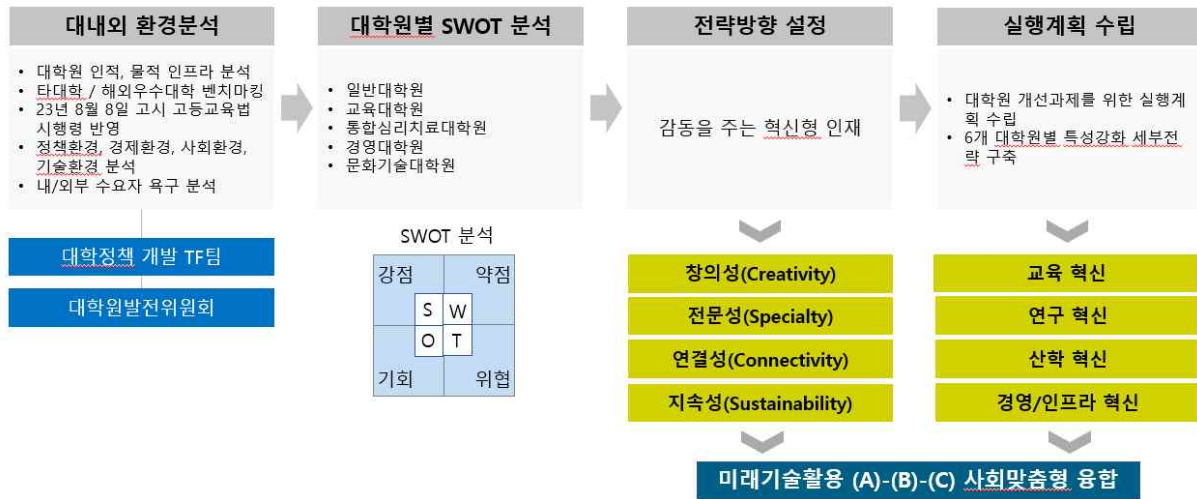 대내외 환경분석
• 대학원 인적, 물적 인프라 분석
• 타대학 / 해외우수대학 벤치마킹
• 23년 8월 8일 고시 고등교육법
시행령 반영
• 정책환경, 경제환경, 사회환경,
기술환경 분석
• 내/외부 수요자 욕구 분석
대학정책 개발 TF팀
대학원발전위원회
대학원별 SWOT 분석
• 일반대학원
• 교육대학원
• 통합심리치료대학원
• 경영대학원
• 문화기술대학원
SWOT 분석
강점 약점
S W
O T
기회 위협
전략방향 설정
감동을 주는 혁신형 인재
창의성(Creativity)
전문성(Specialty)
연결성(Connectivity)
지속성(Sustainability)
실행계획 수립
• 대학원 개선과제를 위한 실행계
획 수립
• 6개 대학원별 특성강화 세부전
략 구축
교육 혁신
연구 혁신
산학 혁신
경영/인프라 혁신
미래기술활용 (A)-(B)-(C) 사회맞춤형 융합